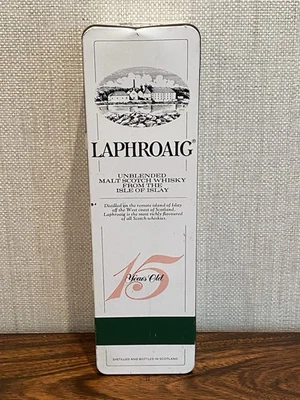 LAPHROAIG®
UNBLENDED
MALT SCOTCH WHISKY
FROM THE
ISLE OF ISLAY
Distilled on the remote island of Islay
off the West coast of Scotland,
Laphroaig is the most richly flavoured
of all Scotch whiskies.
15
Years Old
DISTILLED AND BOTTLED IN SCOTLAND